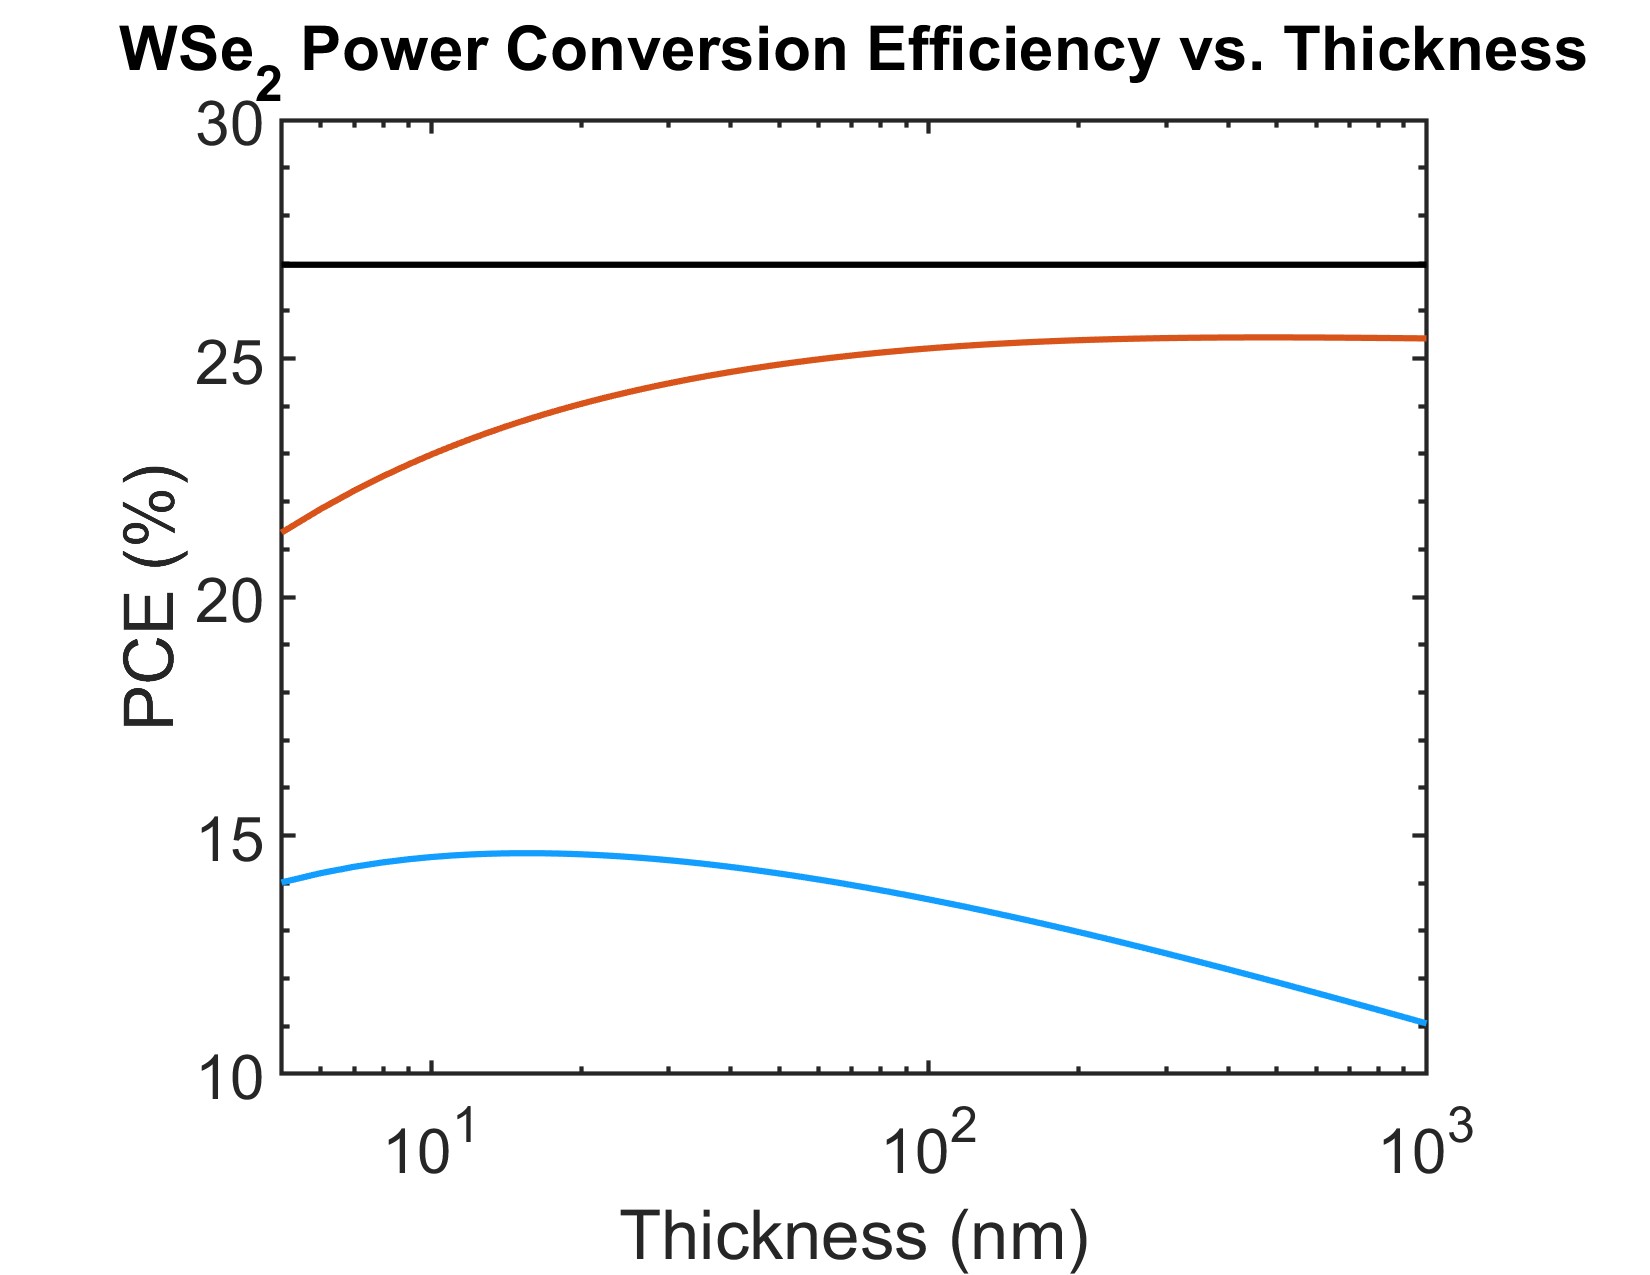 WSe₂ Power Conversion Efficiency vs. Thickness
30
25
20
15
10
PCE (%)
10¹
10²
10³
Thickness (nm)